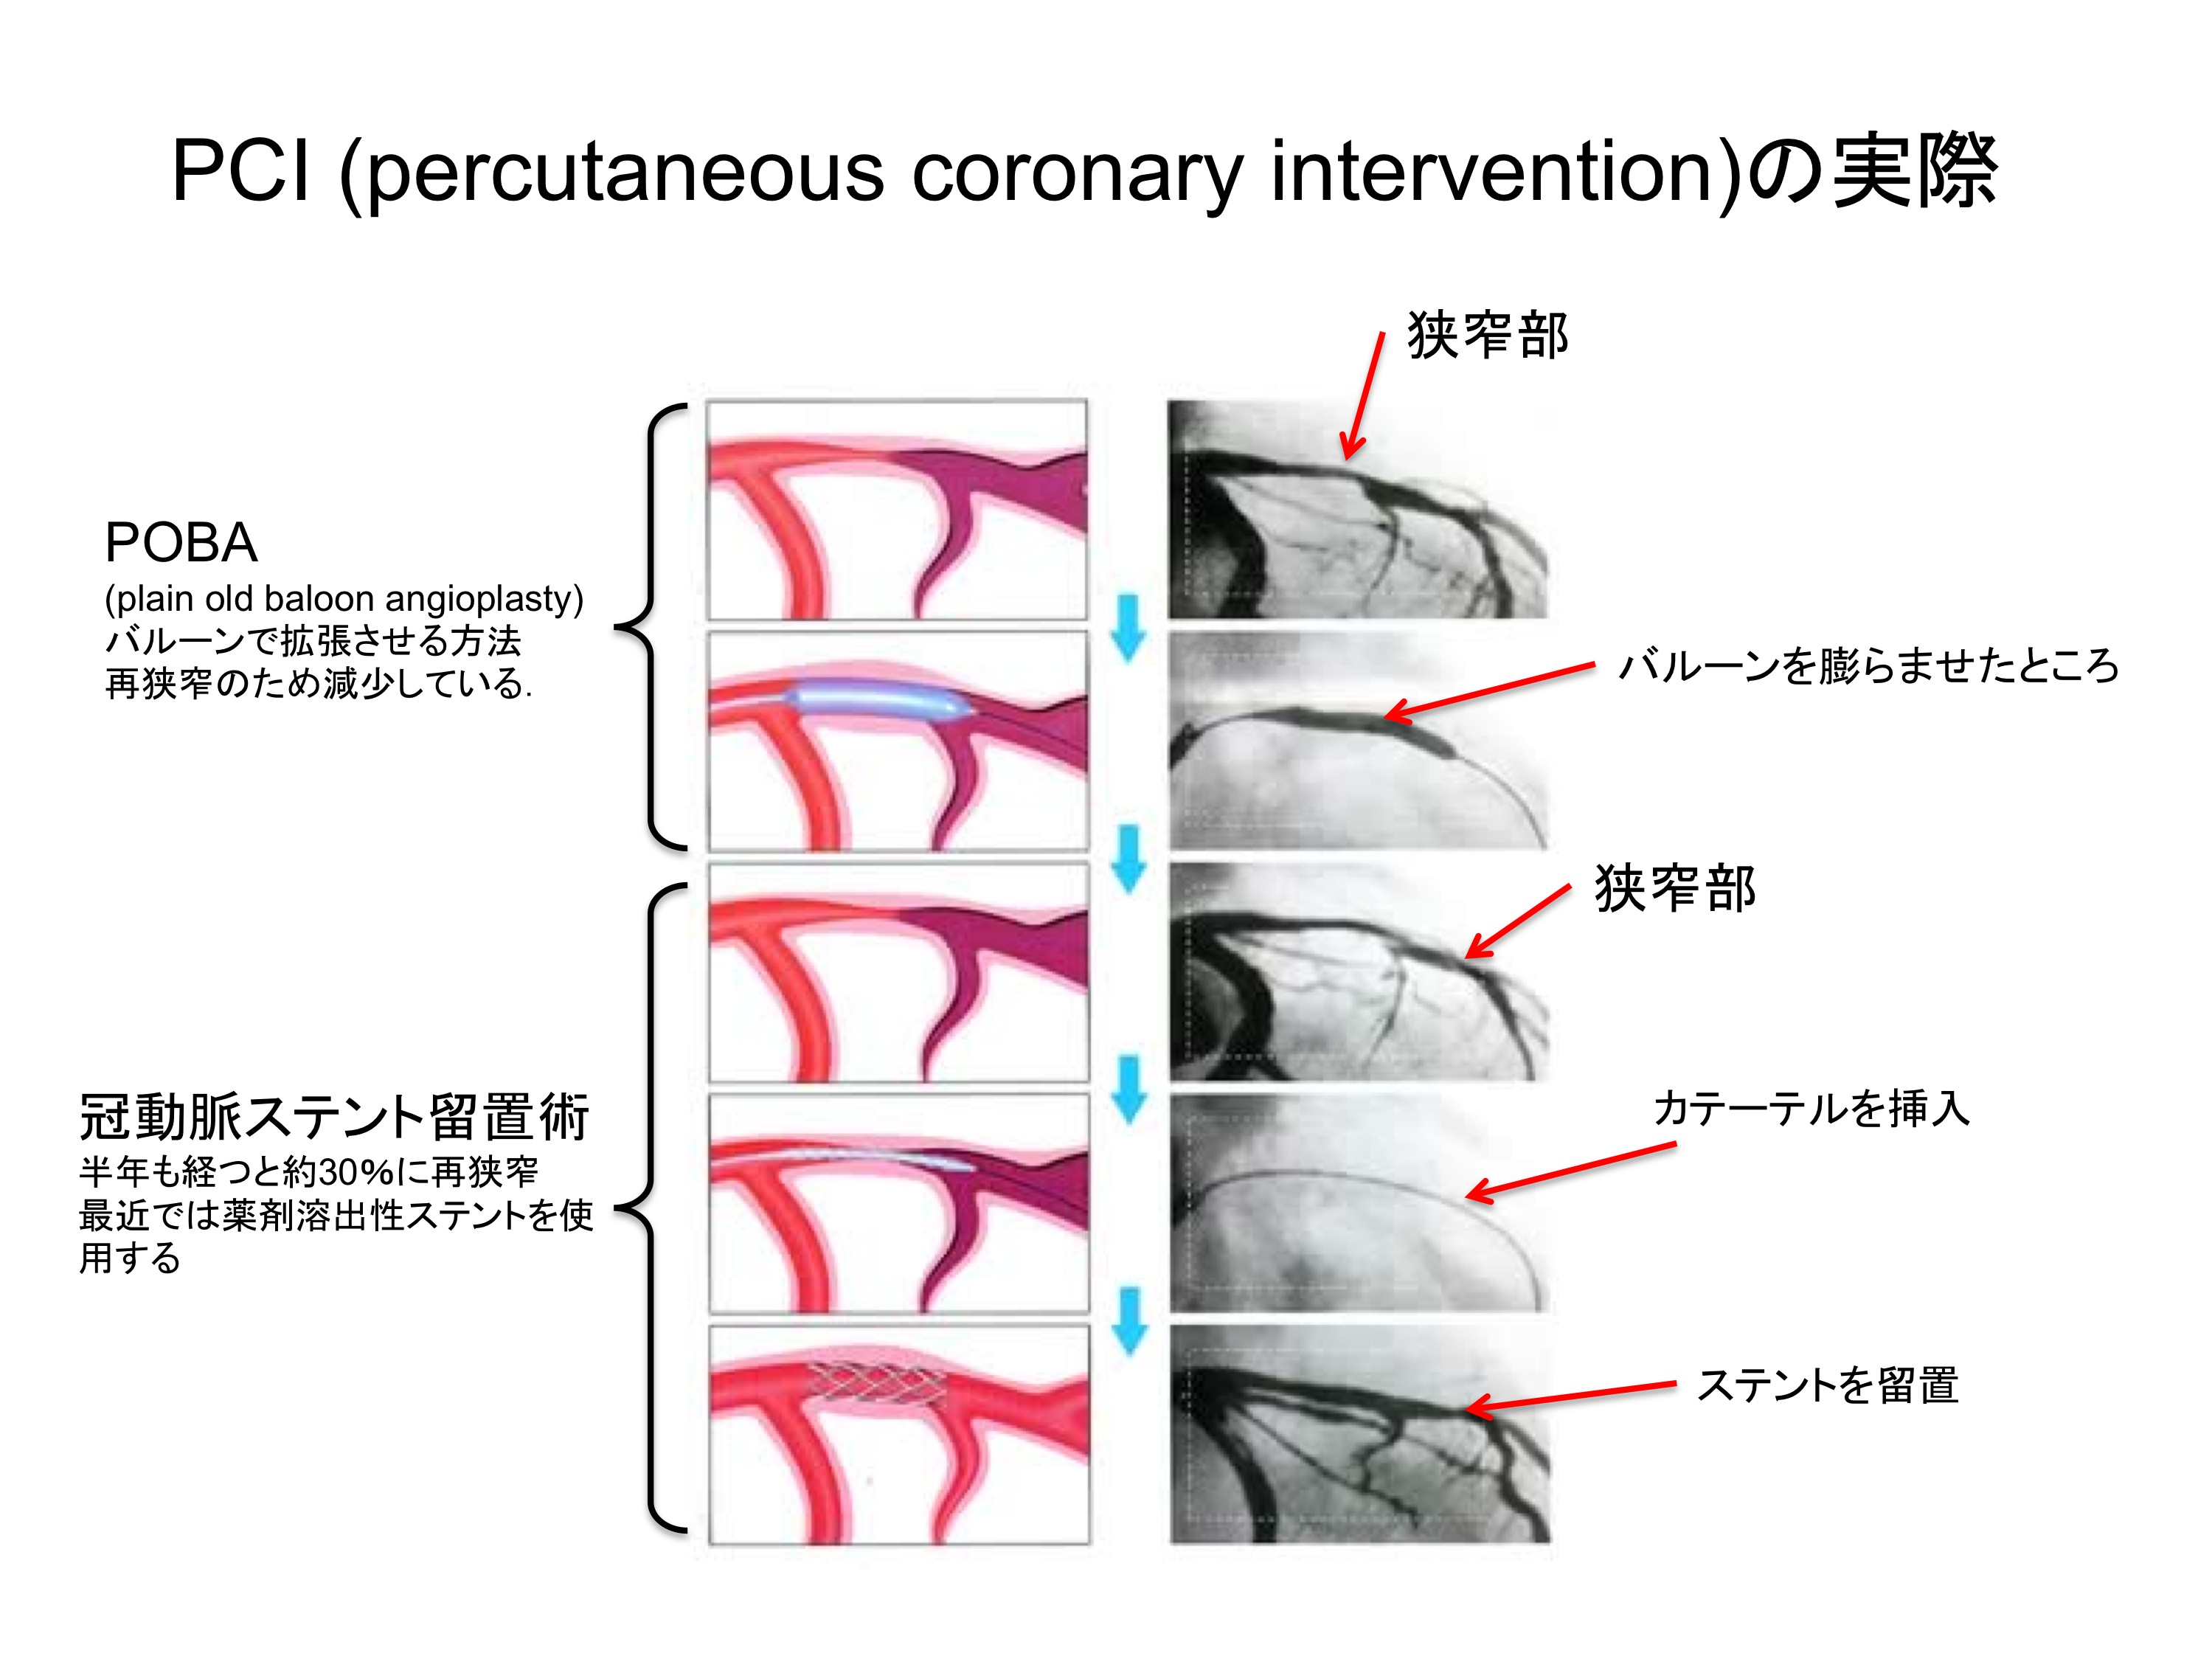 PCI (percutaneous coronary intervention)の実際
狭窄部
POBA
(plain old baloon angioplasty)
バルーンで拡張させる方法
再狭窄のため減少している.
バルーンを膨らませたところ
狭窄部
冠動脈ステント留置術
半年も経つと約30%に再狭窄
最近では薬剤溶出性ステントを使
用する
カテーテルを挿入
ステントを留置